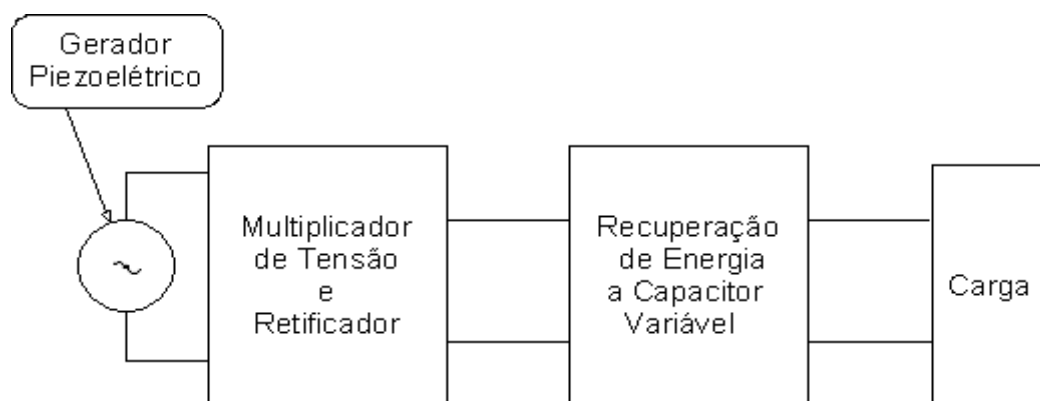 Gerador
Piezoelétrico
Multiplicador
de Tensão
e
Retificador
Recuperação
de Energia
a Capacitor
Variável
Carga